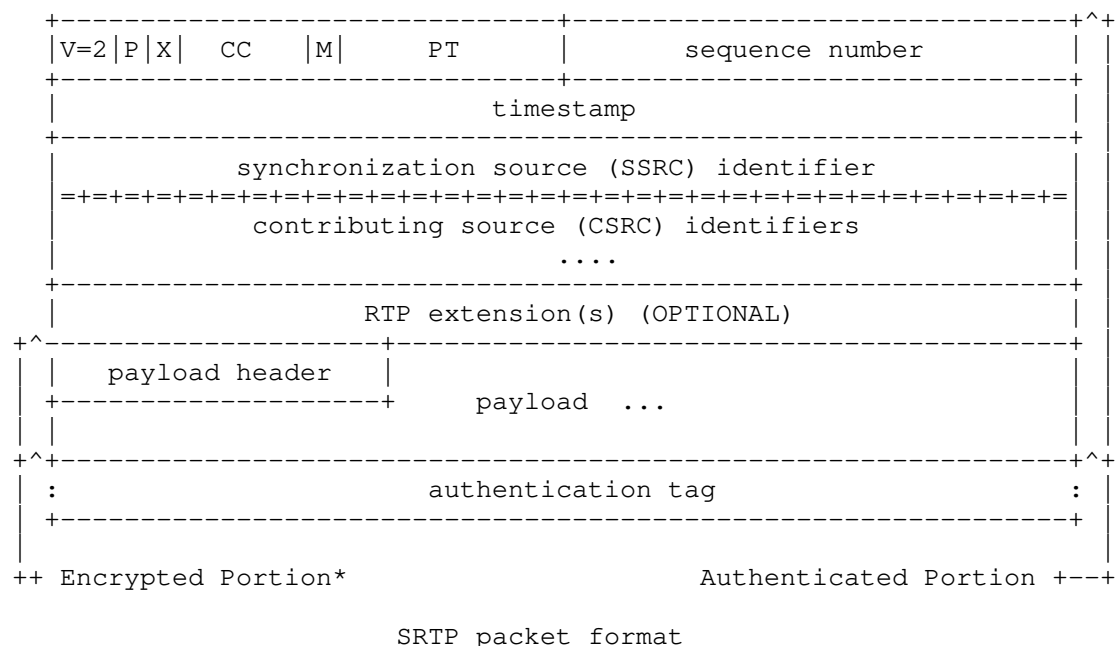 V=2 P X CC M PT sequence number
timestamp
synchronization source (SSRC) identifier
contributing source (CSRC) identifiers
....
RTP extension(s) (OPTIONAL)
payload header
payload ...
authentication tag
++ Encrypted Portion* Authenticated Portion +--+
SRTP packet format